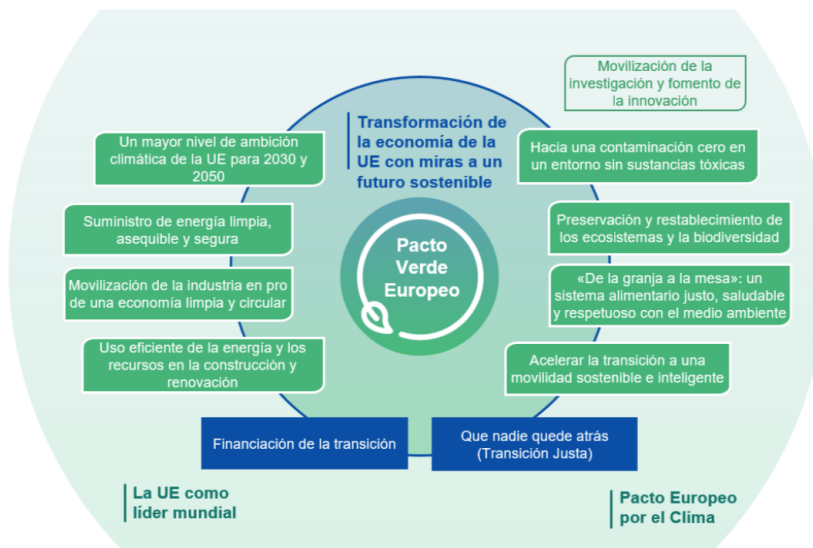 Movilización de la
investigación y fomento de
la innovación
Transformación de
la economía de la
UE con miras a un
futuro sostenible
Un mayor nivel de ambición
climática de la UE para 2030 y
2050
Hacia una contaminación cero en
un entorno sin sustancias tóxicas
Suministro de energía limpia,
asequible y segura
Preservación y restablecimiento de
los ecosistemas y la biodiversidad
Pacto
Verde
Europeo
Movilización de la industria en pro
de una economía limpia y circular
«De la granja a la mesa»: un
sistema alimentario justo, saludable
y respetuoso con el medio ambiente
Uso eficiente de la energía y los
recursos en la construcción y
renovación
Acelerar la transición a una
movilidad sostenible e inteligente
Financiación de la transición
Que nadie quede atrás
(Transición Justa)
La UE como
líder mundial
Pacto Europeo
por el Clima